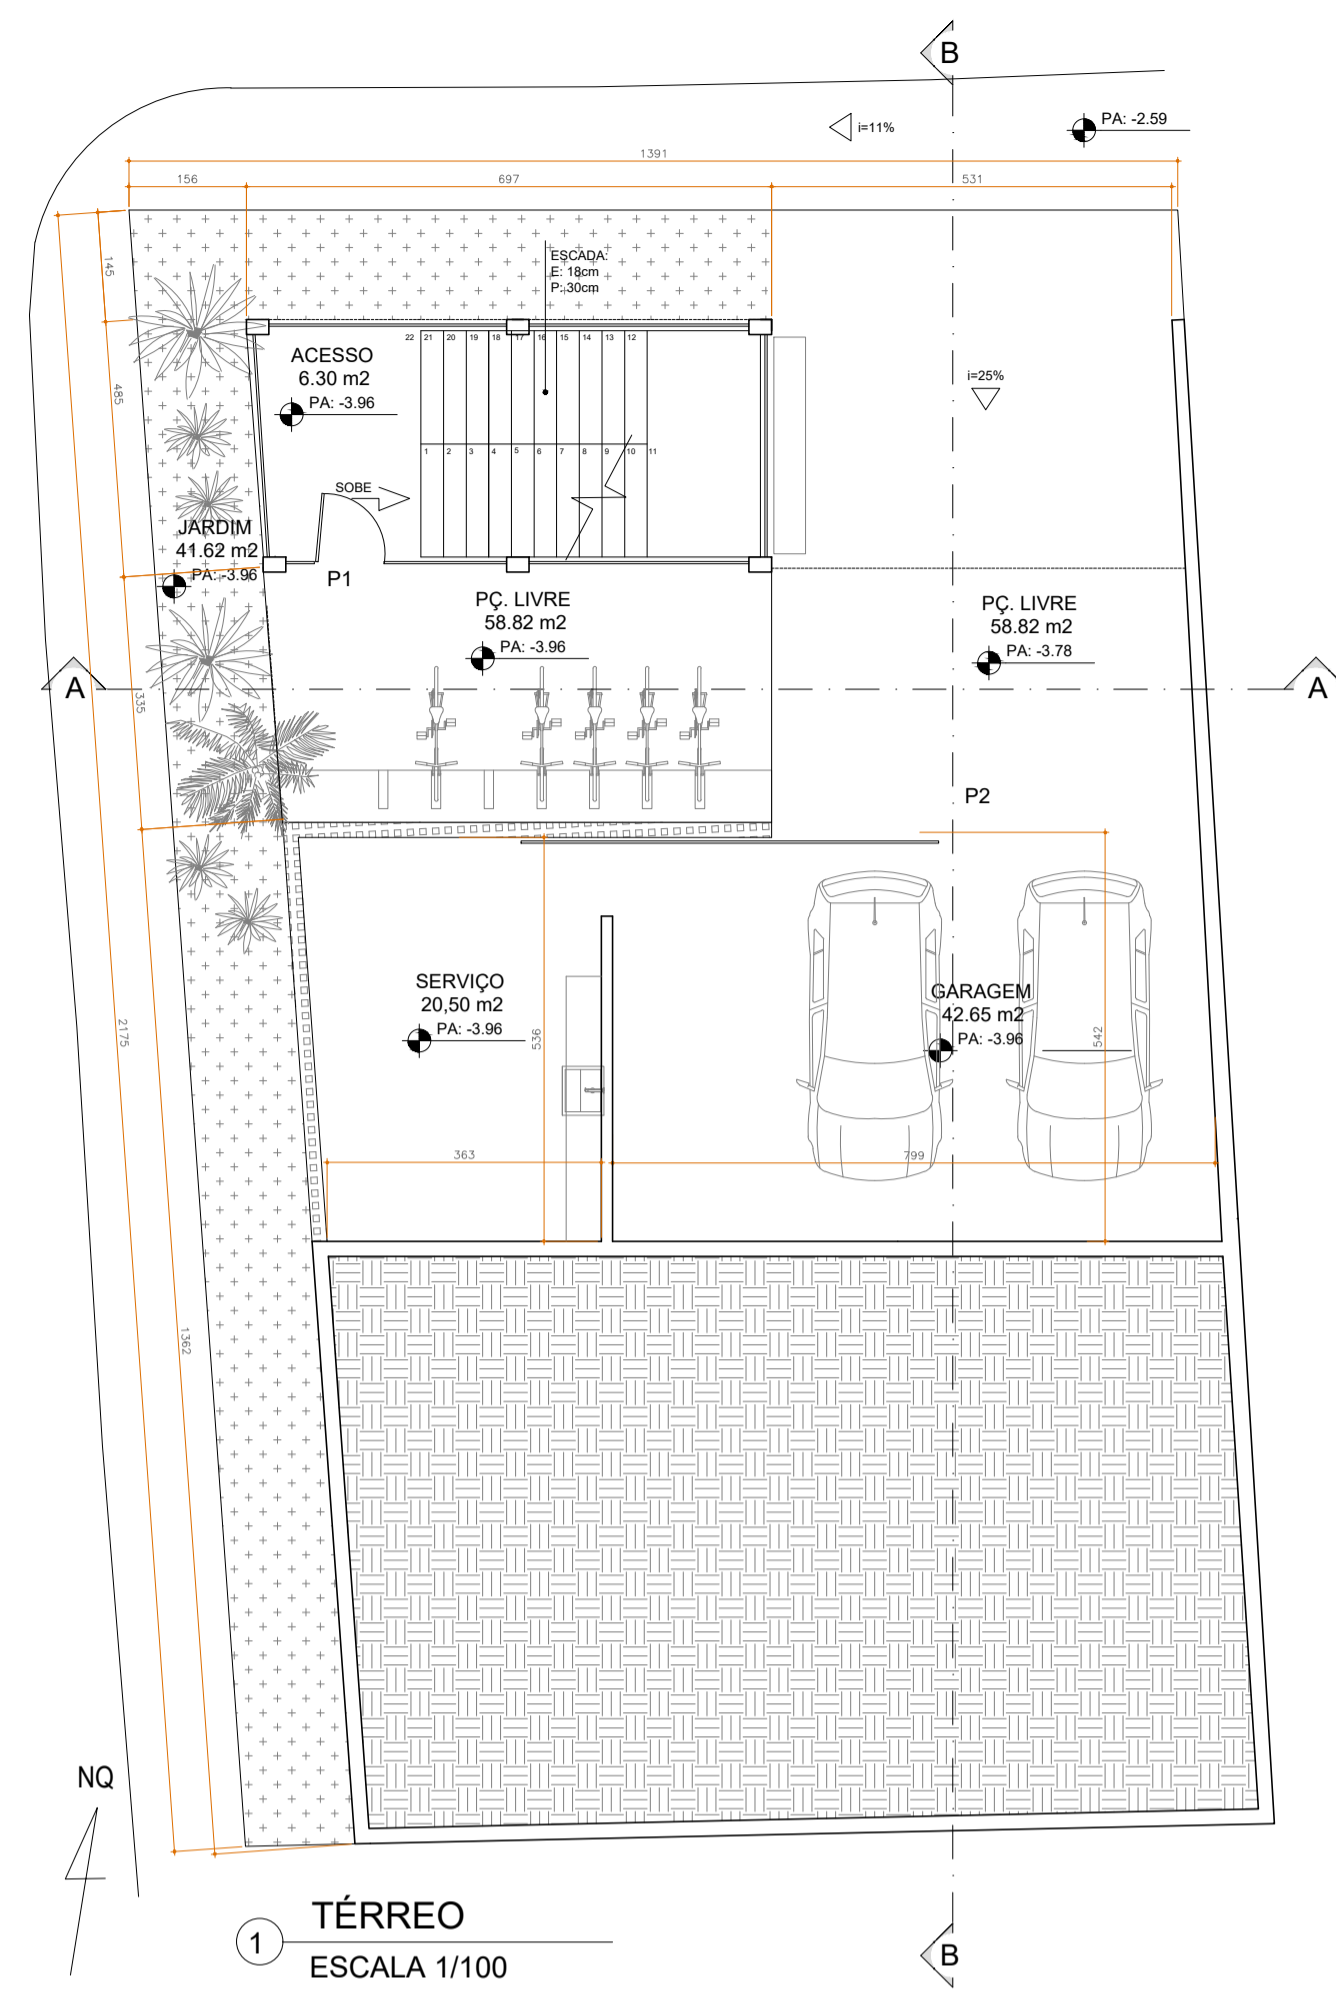 B
i=11%
PA: -2.59
1391
156
697
531
145
ESCADA:
E: 18cm
P: 30cm
485
22 21 20 19 18 17 16 15 14 13 12
ACESSO
6.30 m2
PA: -3.96
i=25%
1 2 3 4 5 6 7 8 9 10 11
SOBE
JARDIM
41.62 m2
PA: -3.96
P1
PÇ. LIVRE
58.82 m2
PA: -3.96
PÇ. LIVRE
58.82 m2
PA: -3.78
A
A
335
P2
SERVIÇO
20,50 m2
PA: -3.96
536
GARAGEM
42.65 m2
PA: -3.96
542
2175
363
799
1362
NQ
1
TÉRREO
ESCALA 1/100
B